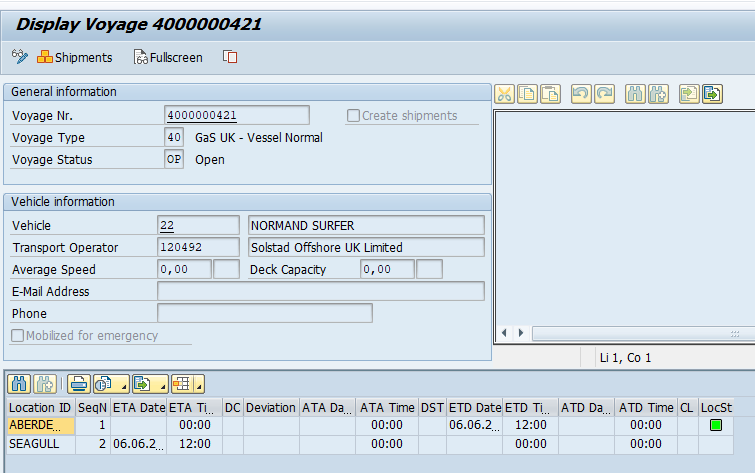 Display Voyage 4000000421
Shipments Fullscreen
General information
Voyage Nr. 4000000421 Create shipments
Voyage Type 40 GaS UK - Vessel Normal
Voyage Status OP Open
Vehicle information
Vehicle 22 NORMAND SURFER
Transport Operator 120492 Solstad Offshore UK Limited
Average Speed 0,00 Deck Capacity 0,00
E-Mail Address
Phone
Mobilized for emergency
Li 1, Co 1
Location ID SeqN ETA Date ETA Ti... DC Deviation ATA Da... ATA Time DST ETD Date ETD Ti... ATD Da... ATD Time CL LocSt
ABERDE... 1 00:00 00:00 06.06.2... 12:00 00:00
SEAGULL 2 06.06.2... 12:00 00:00 00:00 00:00